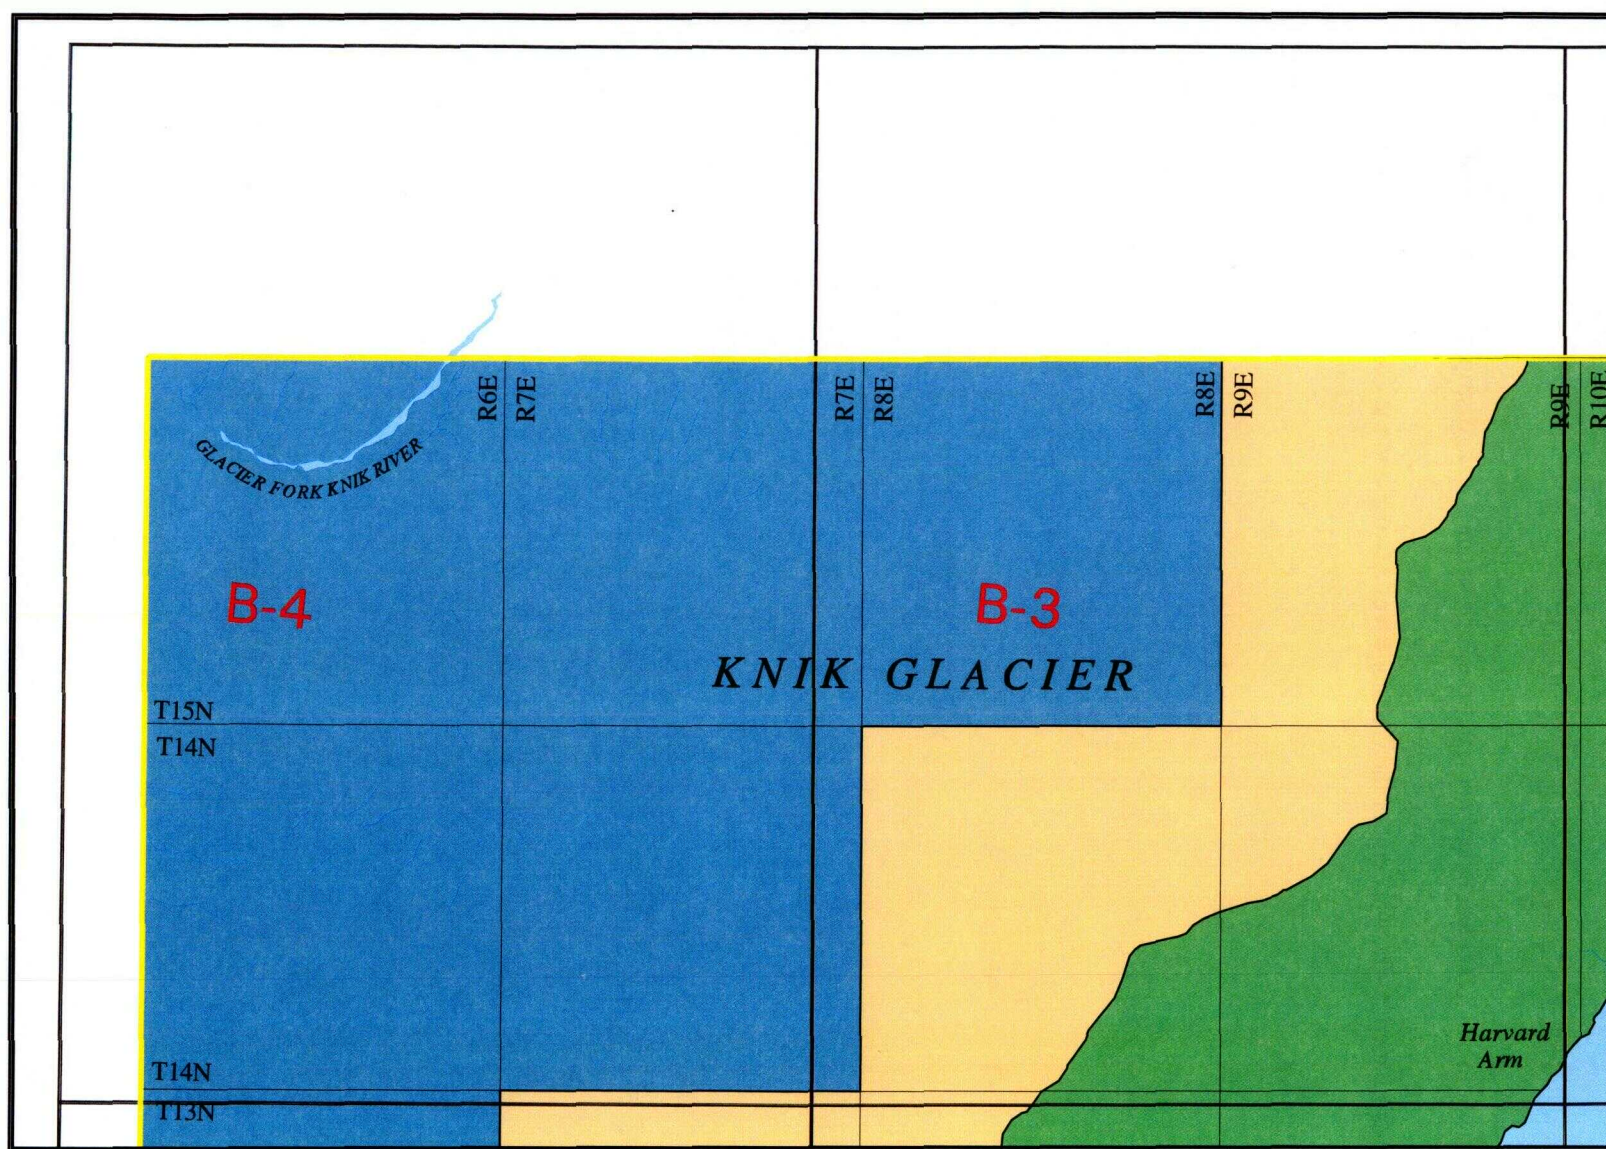 R6E
R7E
R7E
R8E
R8E
R9E
R9E
R10E
GLACIER FORK KNIK RIVER
B-4
B-3
KNIK GLACIER
T15N
T14N
Harvard
Arm
T14N
T13N